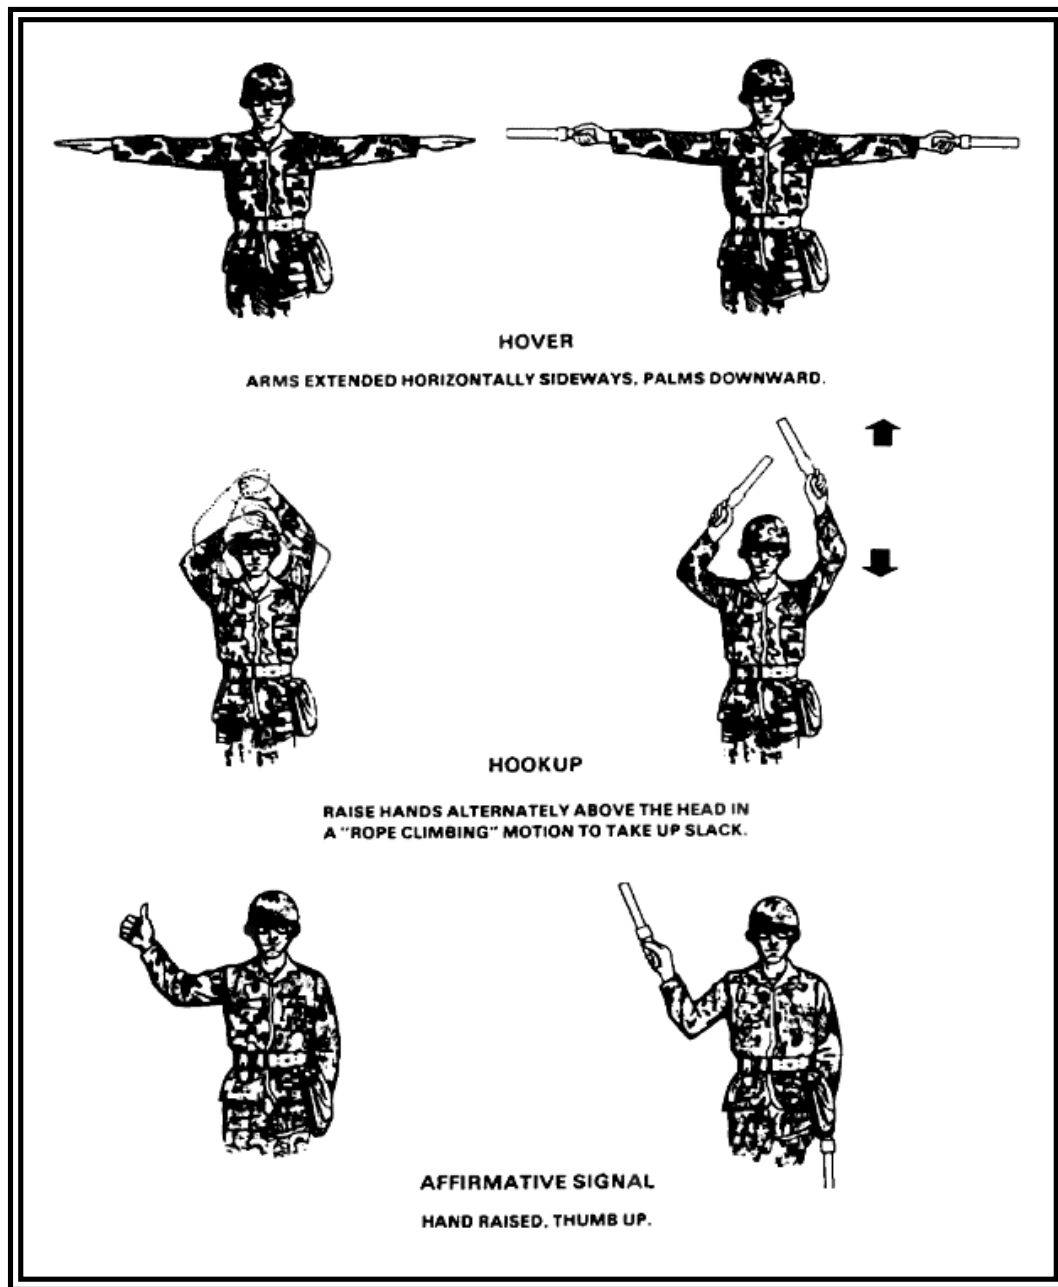 HOVER
ARMS EXTENDED HORIZONTALLY SIDEWAYS, PALMS DOWNWARD.
HOOKUP
RAISE HANDS ALTERNATELY ABOVE THE HEAD IN
A "ROPE CLIMBING" MOTION TO TAKE UP SLACK.
AFFIRMATIVE SIGNAL
HAND RAISED, THUMB UP.